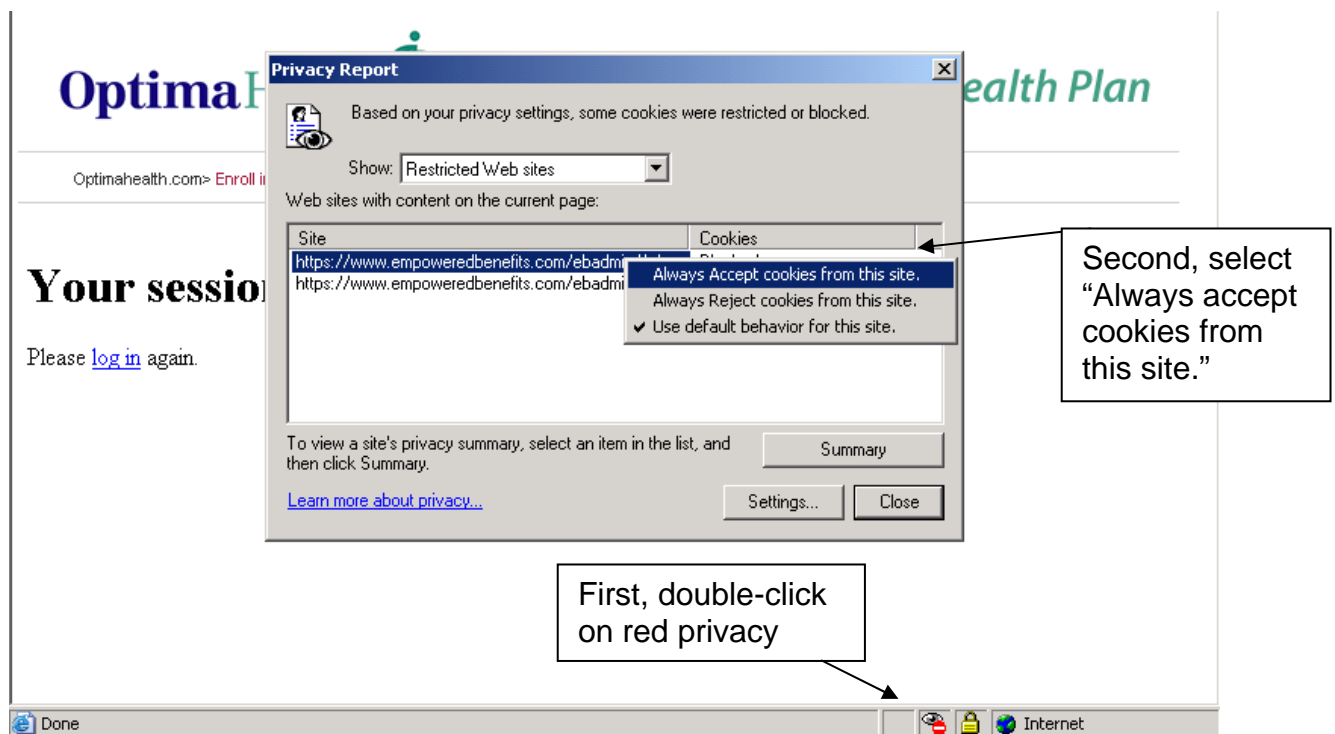 OptimaH
ealth Plan
Privacy Report
Based on your privacy settings, some cookies were restricted or blocked.
Show: Restricted Web sites
Optimahealth.com> Enroll i
Web sites with content on the current page:
Site Cookies
https://www.empoweredbenefits.com/ebadmi
https://www.empoweredbenefits.com/ebadmi
Always Accept cookies from this site.
Always Reject cookies from this site.
Use default behavior for this site.
Second, select
“Always accept
cookies from
this site.”
Your sessio
Please log in again.
To view a site's privacy summary, select an item in the list, and
then click Summary.
Summary
Learn more about privacy...
Settings... Close
First, double-click
on red privacy
Done Internet